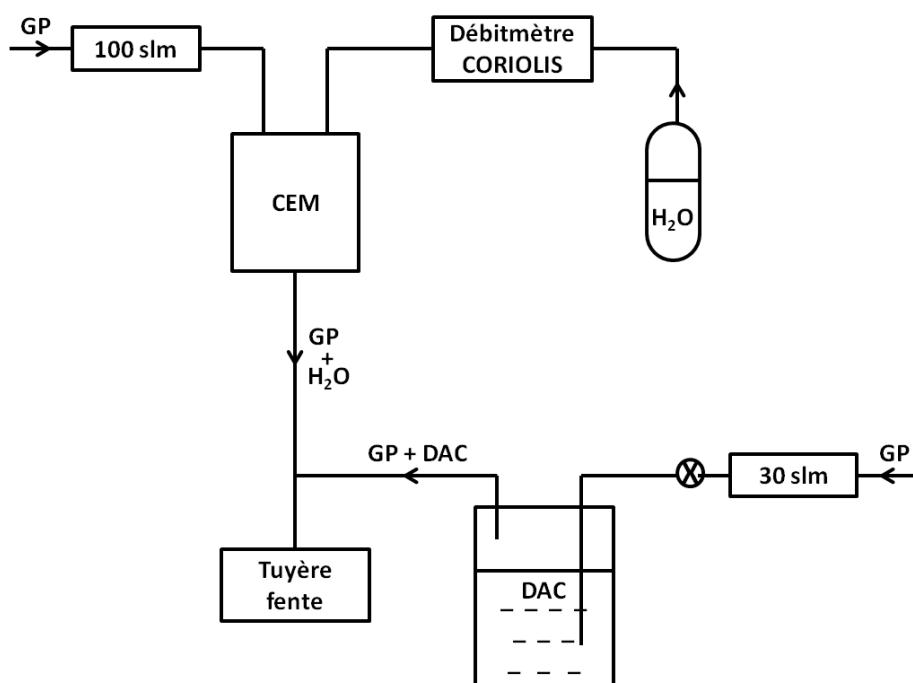 GP
100 slm
Débitmètre
CORIOLIS
CEM
H₂O
GP
+
H₂O
GP + DAC
30 slm
GP
Tuyère
fente
DAC